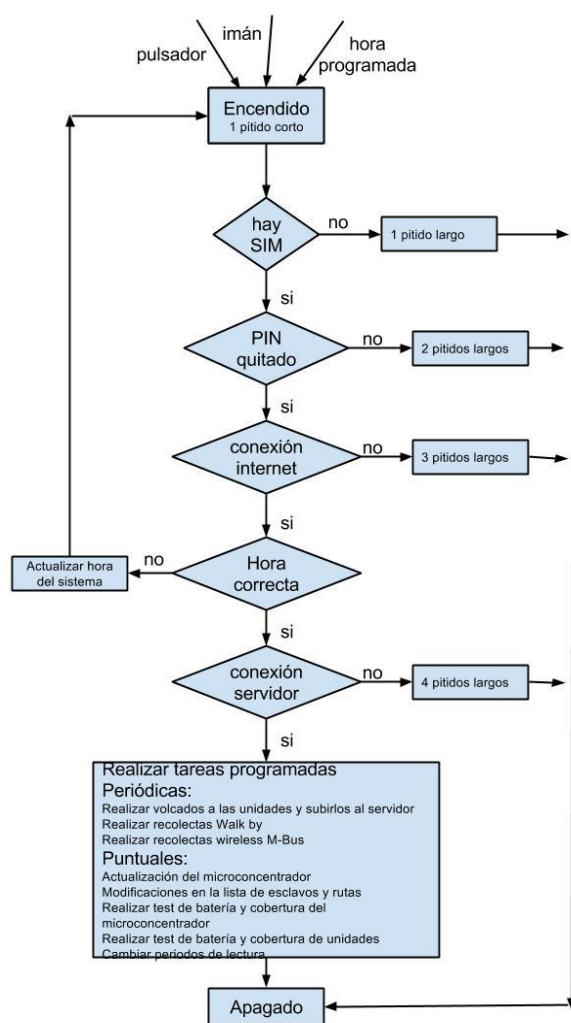 imán
pulsador
hora
programada
Encendido
1 pitido corto
hay
SIM
no
1 pitido largo
si
PIN
quitado
no
2 pitidos largos
si
conexión
internet
no
3 pitidos largos
si
Hora
correcta
no
Actualizar hora
del sistema
si
conexión
servidor
no
4 pitidos largos
si
Realizar tareas programadas
Periódicas:
Realizar volcados a las unidades y subirlos al servidor
Realizar recolectas Walk by
Realizar recolectas wireless M-Bus
Puntuales:
Actualización del microconcentrador
Modificaciones en la lista de esclavos y rutas
Realizar test de batería y cobertura del
microconcentrador
Realizar test de batería y cobertura de unidades
Cambiar periodos de lectura
Apagado